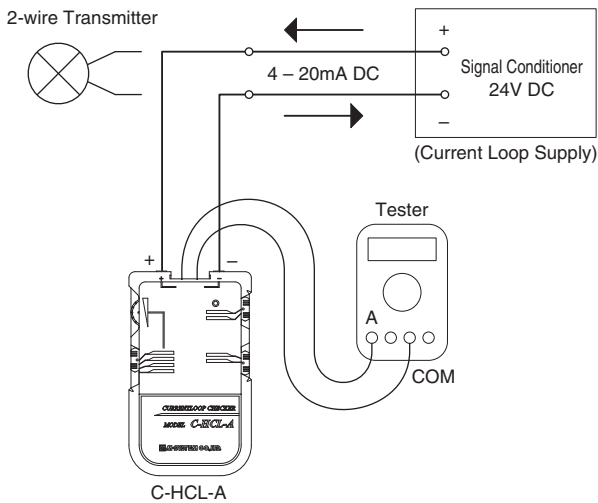 2-wire Transmitter
+
4 – 20mA DC
Signal Conditioner
24V DC
–
(Current Loop Supply)
Tester
+
–
A
COM
CURRENTLOOP CHECKER
MODEL C-HCL-A
C-HCL-A